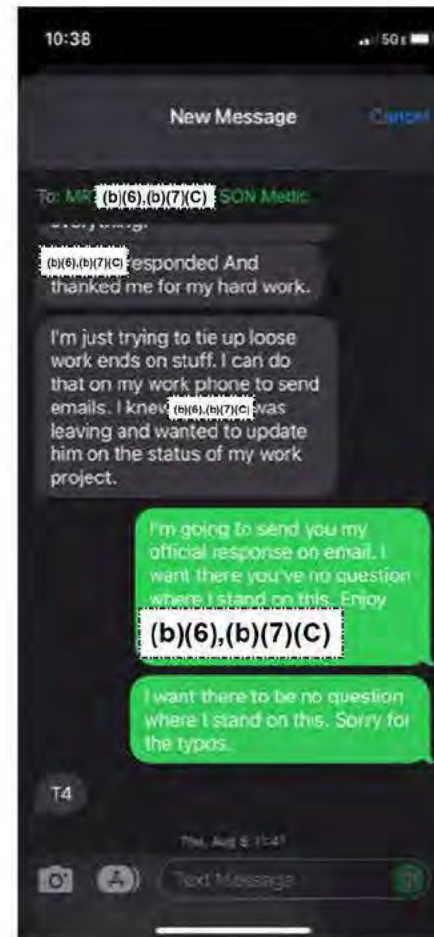 10:38
5G
New Message
Cancel
To: MR (b)(6),(b)(7)(C) SON Medic
everything.
(b)(6),(b)(7)(C) esponded And
thanked me for my hard work.
I'm just trying to tie up loose
work ends on stuff. I can do
that on my work phone to send
emails. I knew (b)(6),(b)(7)(C) was
leaving and wanted to update
him on the status of my work
project.
I'm going to send you my
official response on email. I
want there you've no question
where I stand on this. Enjoy
(b)(6),(b)(7)(C)
I want there to be no question
where I stand on this. Sorry for
the typos.
T4
Thu, Aug
Text Message